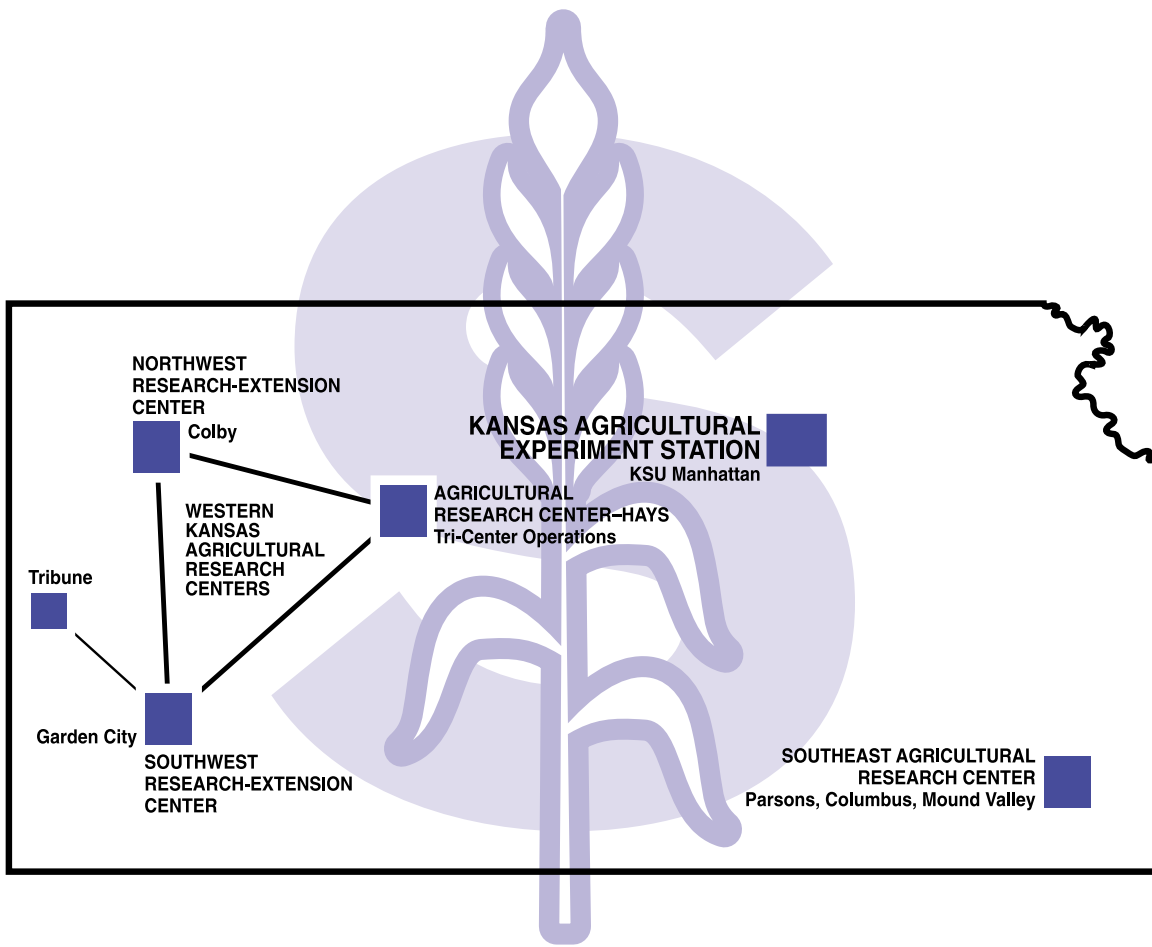 NORTHWEST
RESEARCH-EXTENSION
CENTER
Colby
KANSAS AGRICULTURAL
EXPERIMENT STATION
KSU Manhattan
AGRICULTURAL
RESEARCH CENTER–HAYS
Tri-Center Operations
WESTERN
KANSAS
AGRICULTURAL
RESEARCH
CENTERS
Tribune
Garden City
SOUTHWEST
RESEARCH-EXTENSION
CENTER
SOUTHEAST AGRICULTURAL
RESEARCH CENTER
Parsons, Columbus, Mound Valley